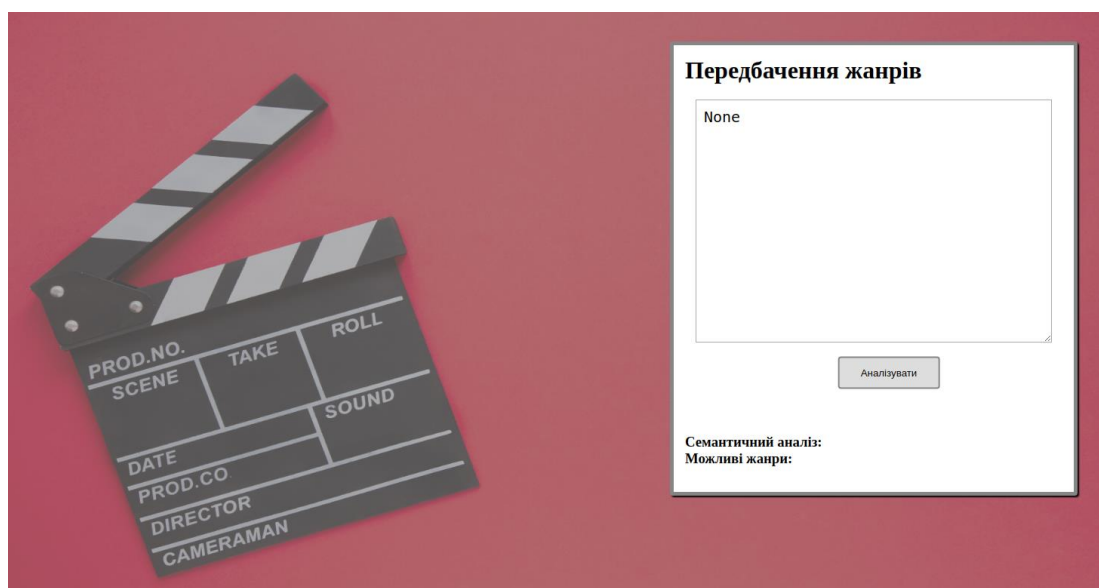 PROD.NO.
TAKE
ROLL
SCENE
SOUND
DATE
PROD.CO
DIRECTOR
CAMERAMAN
Передбачення жанрів
None
Аналізувати
Семантичний аналіз:
Можливі жанри: